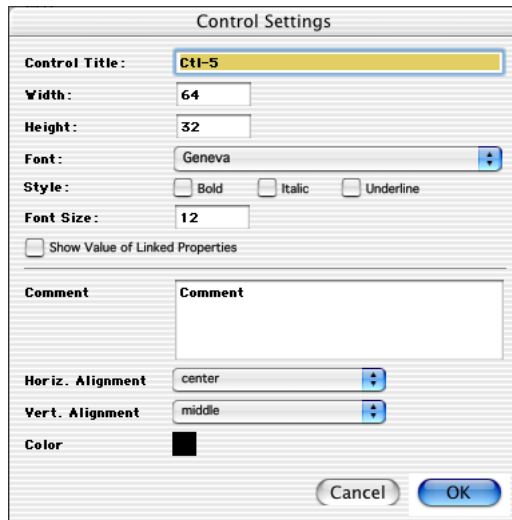 Control Settings
Control Title: Ctl-5
Width: 64
Height: 32
Font: Geneva
Style: Bold Italic Underline
Font Size: 12
Show Value of Linked Properties
Comment Comment
Horiz. Alignment center
Vert. Alignment middle
Color
Cancel OK